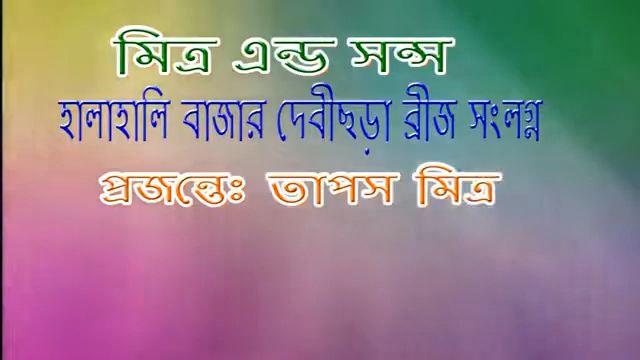 মিত্র এন্ড সন্স
হালাহালি বাজার দেবীছড়া ব্রীজ সংলগ্ন
প্রজন্তেঃ তাপস মিত্র